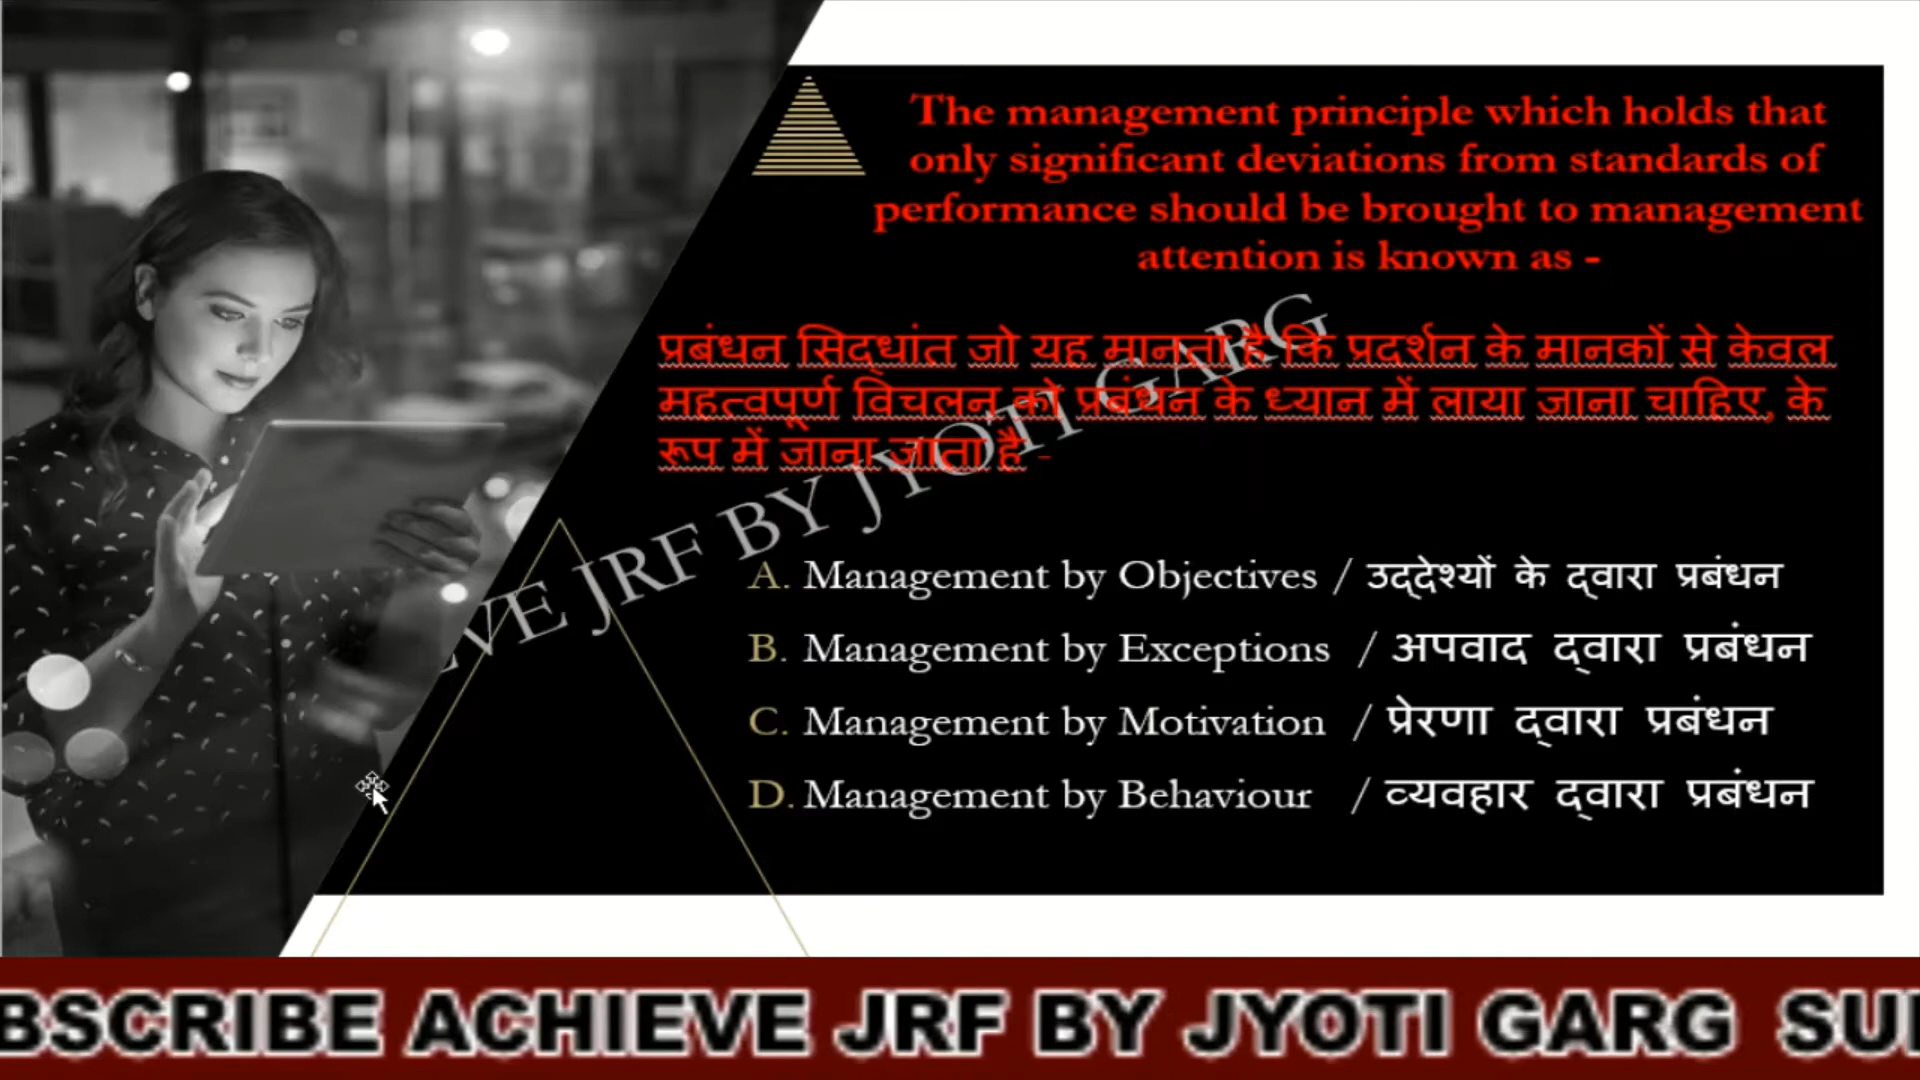 The management principle which holds that
only significant deviations from standards of
performance should be brought to management
attention is known as -
प्रबंधन सिद्धांत जो यह मानता है कि प्रदर्शन के मानकों से केवल
महत्वपूर्ण विचलन को प्रबंधन के ध्यान में लाया जाना चाहिए, के
रूप में जाना जाता है -
JRF BY JYOTI GARG
A. Management by Objectives / उद्देश्यों के द्वारा प्रबंधन
B. Management by Exceptions / अपवाद द्वारा प्रबंधन
C. Management by Motivation / प्रेरणा द्वारा प्रबंधन
D. Management by Behaviour / व्यवहार द्वारा प्रबंधन
BSCRIBE ACHIEVE JRF BY JYOTI GARG SU